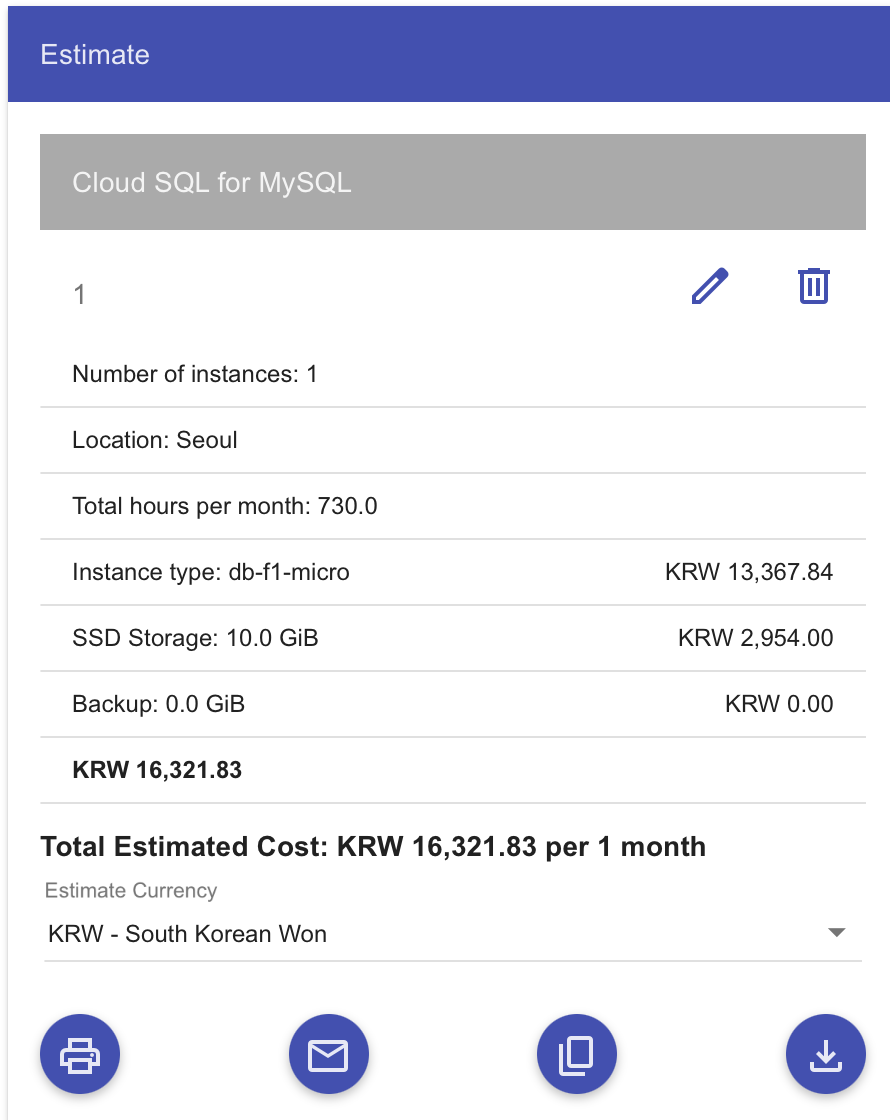 Estimate
Cloud SQL for MySQL
1
Number of instances: 1
Location: Seoul
Total hours per month: 730.0
Instance type: db-f1-micro KRW 13,367.84
SSD Storage: 10.0 GiB KRW 2,954.00
Backup: 0.0 GiB KRW 0.00
KRW 16,321.83
Total Estimated Cost: KRW 16,321.83 per 1 month
Estimate Currency
KRW - South Korean Won